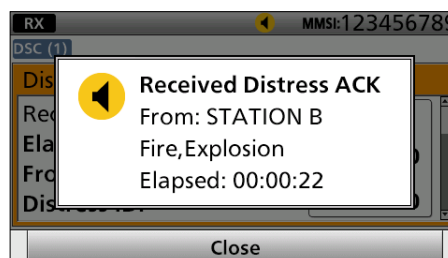 RX MMSI:123456789
DSC (1)
Received Distress ACK
From: STATION B
Fire,Explosion
Elapsed: 00:00:22
Close